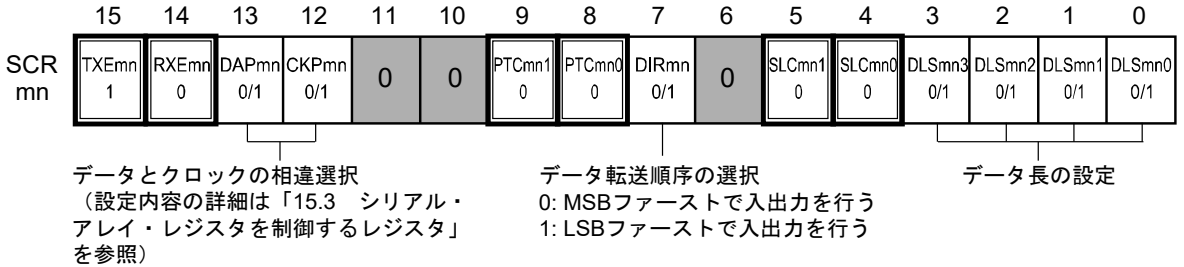 15 14 13 12 11 10 9 8 7 6 5 4 3 2 1 0
SCR
mn
TXEmn RXEmn DAPmn CKPmn 0 0 PTCmn1 PTCmn0 DIRmn 0 SLCmn1 SLCmn0 DLSmn3 DLSmn2 DLSmn1 DLSmn0
1 0 0/1 0/1 0 0 0/1 0 0 0/1 0/1 0/1 0/1
データとクロックの相違選択
（設定内容の詳細は「15.3　シリアル・
アレイ・レジスタを制御するレジスタ」
を参照）
データ転送順序の選択
0: MSBファーストで入出力を行う
1: LSBファーストで入出力を行う
データ長の設定